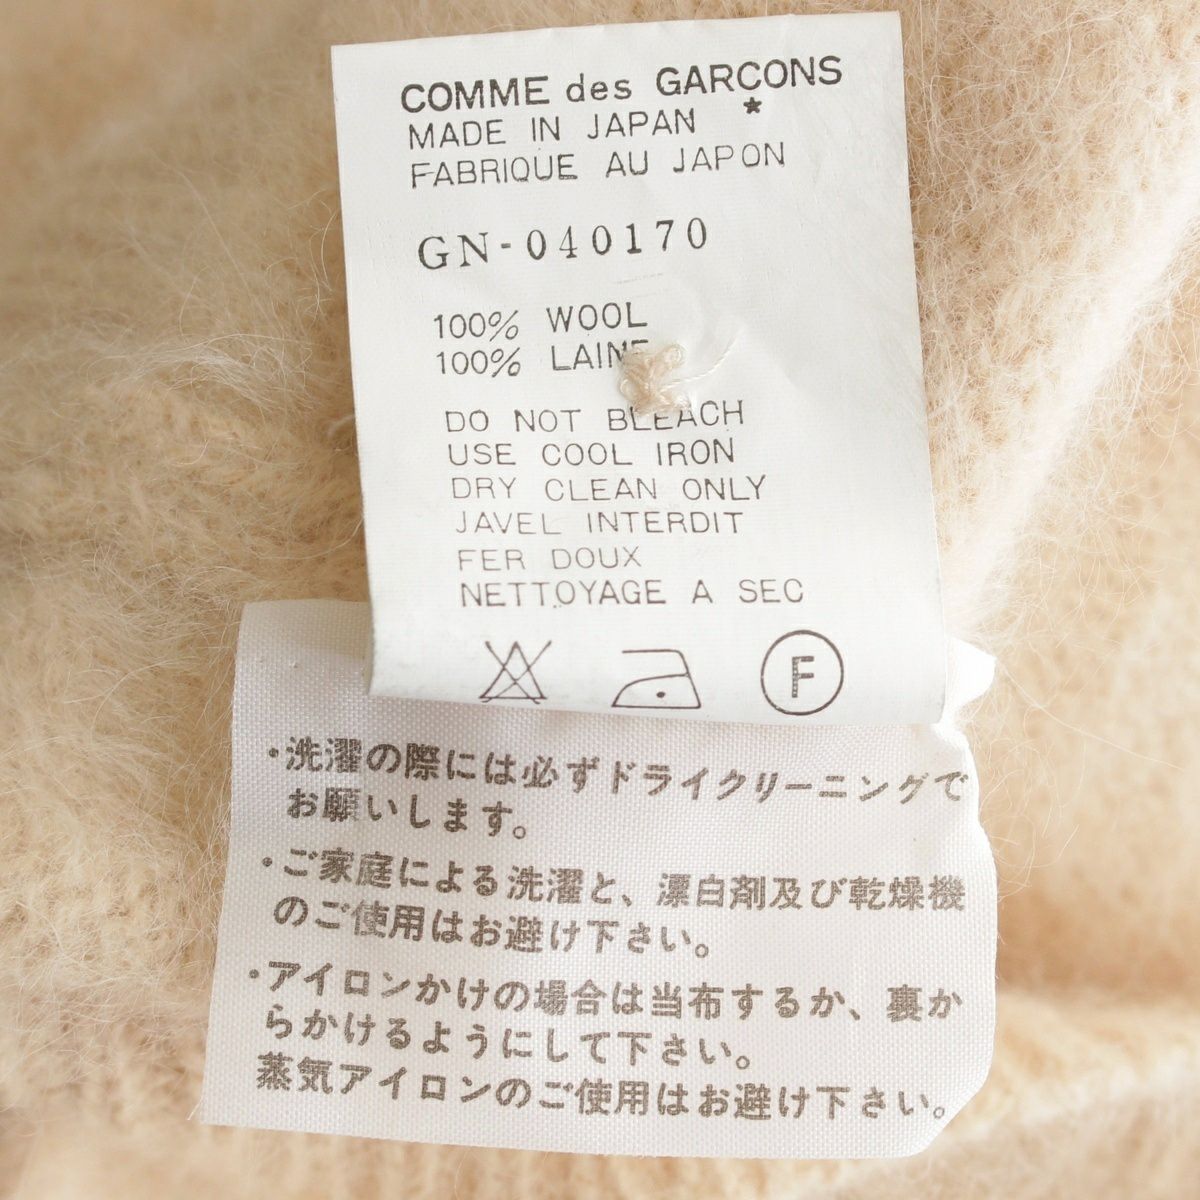 COMME des GARÇONS
MADE IN JAPAN
FABRIQUE AU JAPON
GN-040170
100% WOOL
100% LAINE
DO NOT BLEACH
USE COOL IRON
DRY CLEAN ONLY
JAVEL INTERDIT
FER DOUX
NETTOYAGE A SEC
F
・洗濯の際には必ずドライクリーニングで
お願いします。
・ご家庭による洗濯と、漂白剤及び乾燥機
のご使用はお避け下さい。
・アイロンかけの場合は当布するか、裏か
らかけるようにして下さい。
蒸気アイロンのご使用はお避け下さい。